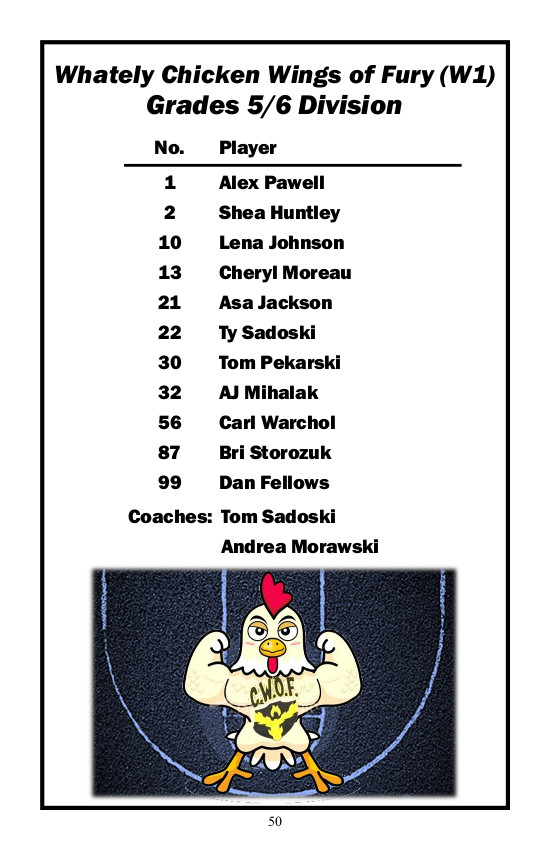 Whately Chicken Wings of Fury (W1)
Grades 5/6 Division
No. Player
1 Alex Pawell
2 Shea Huntley
10 Lena Johnson
13 Cheryl Moreau
21 Asa Jackson
22 Ty Sadoski
30 Tom Pekarski
32 AJ Mihalak
56 Carl Warchol
87 Bri Storozuk
99 Dan Fellows
Coaches: Tom Sadoski
Andrea Morawski
C.W.O.F.
50